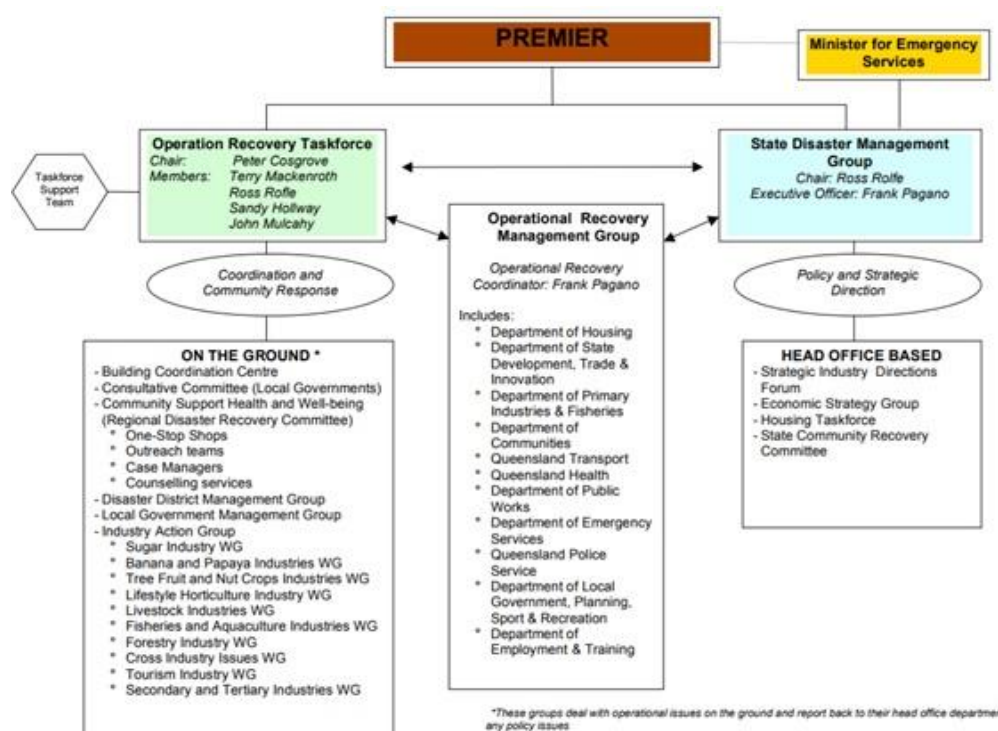 PREMIER
Minister for Emergency
Services
Operation Recovery Taskforce
Chair: Peter Cosgrove
Members: Terry Mackenroth
Ross Rofle
Sandy Hollway
John Mulcahy
State Disaster Management
Group
Chair: Ross Rolfe
Executive Officer: Frank Pagano
Taskforce
Support
Team
Operational Recovery
Management Group
Operational Recovery
Coordinator: Frank Pagano
Includes:
* Department of Housing
* Department of State
Development, Trade &
Innovation
* Department of Primary
Industries & Fisheries
* Department of
Communities
* Queensland Transport
* Queensland Health
* Department of Public
Works
* Department of Emergency
Services
* Queensland Police
Service
* Department of Local
Government, Planning,
Sport & Recreation
* Department of
Employment & Training
Coordination and
Community Response
Policy and Strategic
Direction
ON THE GROUND *
- Building Coordination Centre
- Consultative Committee (Local Governments)
- Community Support Health and Well-being
(Regional Disaster Recovery Committee)
* One-Stop Shops
* Outreach teams
* Case Managers
* Counselling services
- Disaster District Management Group
- Local Government Management Group
- Industry Action Group
* Sugar Industry WG
* Banana and Papaya Industries WG
* Tree Fruit and Nut Crops Industries WG
* Lifestyle Horticulture Industry WG
* Livestock Industries WG
* Fisheries and Aquaculture Industries WG
* Forestry Industry WG
* Cross Industry Issues WG
* Tourism Industry WG
* Secondary and Tertiary Industries WG
HEAD OFFICE BASED
- Strategic Industry Directions
Forum
- Economic Strategy Group
- Housing Taskforce
- State Community Recovery
Committee
*These groups deal with operational issues on the ground and report back to their head office departmen
any policy issues